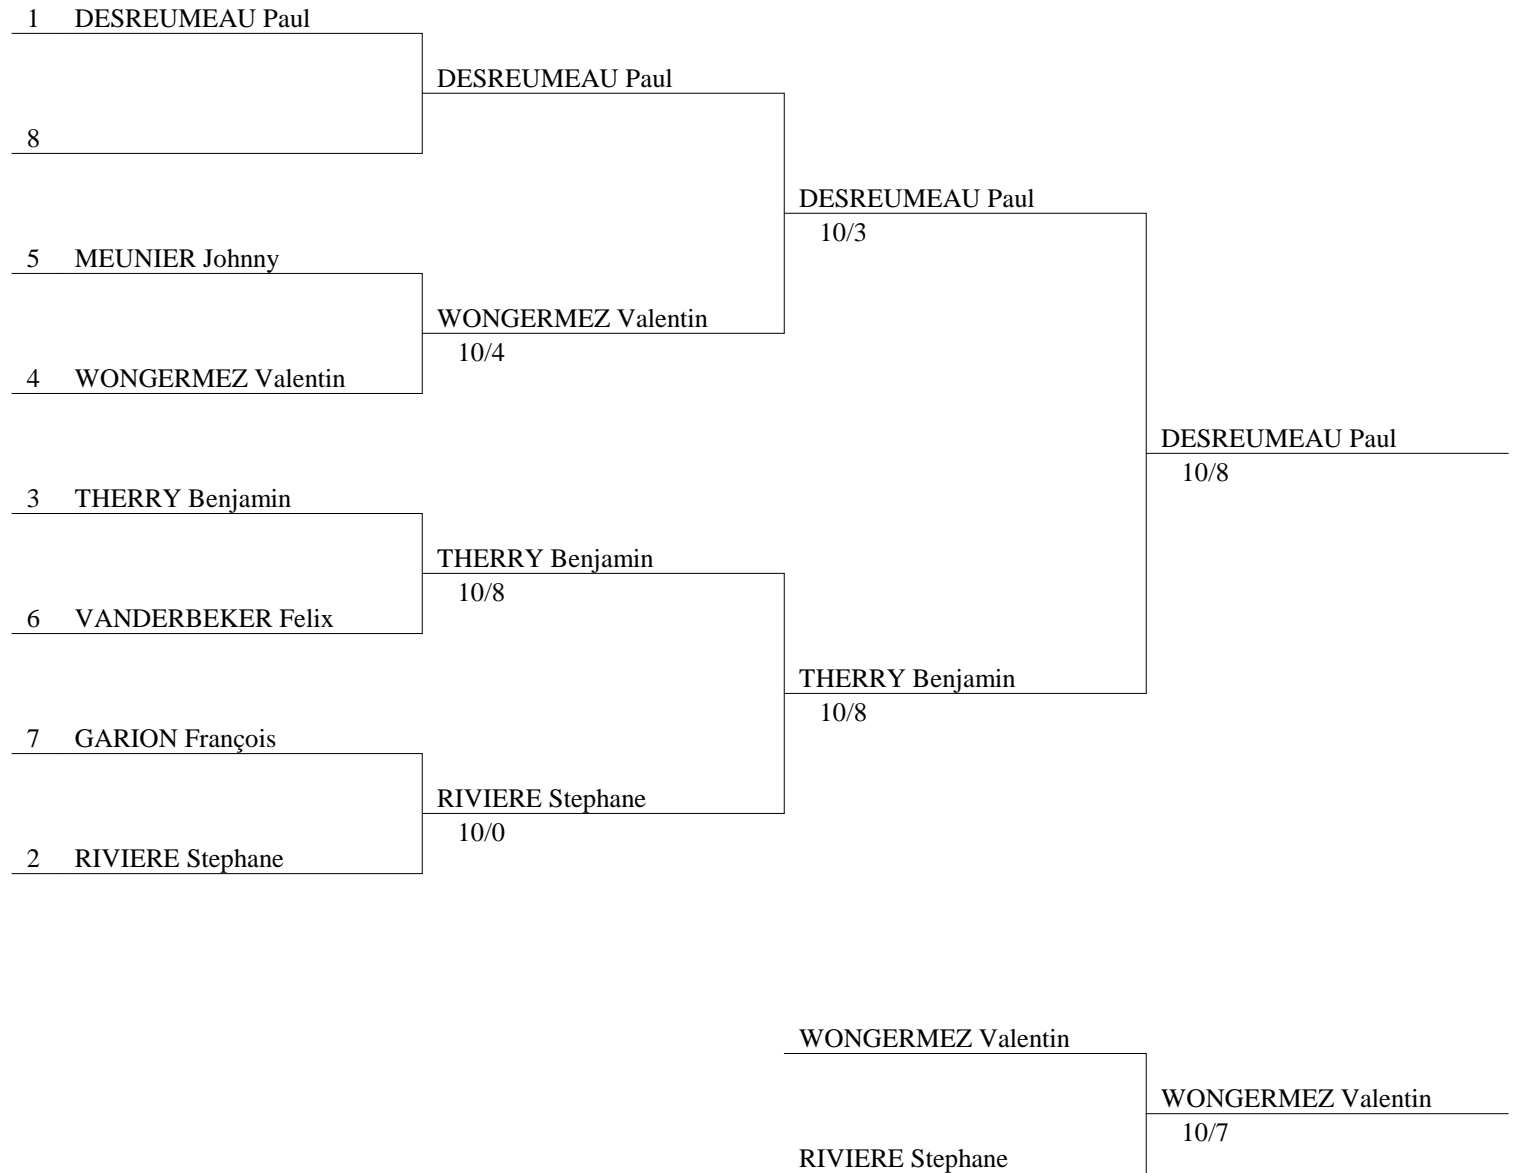 1 DESREUMEAU Paul
DESREUMEAU Paul
8
DESREUMEAU Paul
10/3
5 MEUNIER Johnny
WONGERMEZ Valentin
10/4
4 WONGERMEZ Valentin
DESREUMEAU Paul
10/8
3 THERRY Benjamin
THERRY Benjamin
10/8
6 VANDERBEKER Felix
THERRY Benjamin
10/8
7 GARION François
RIVIERE Stephane
10/0
2 RIVIERE Stephane
WONGERMEZ Valentin
WONGERMEZ Valentin
10/7
RIVIERE Stephane